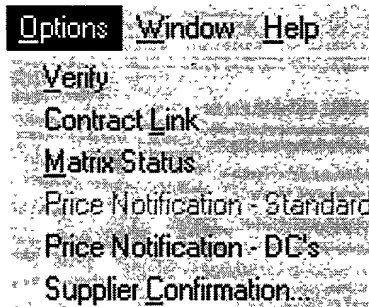 Options Window Help
Verify
Contract Link
Matrix Status
Price Notification - Standard
Price Notification - DC's
Supplier Confirmation...